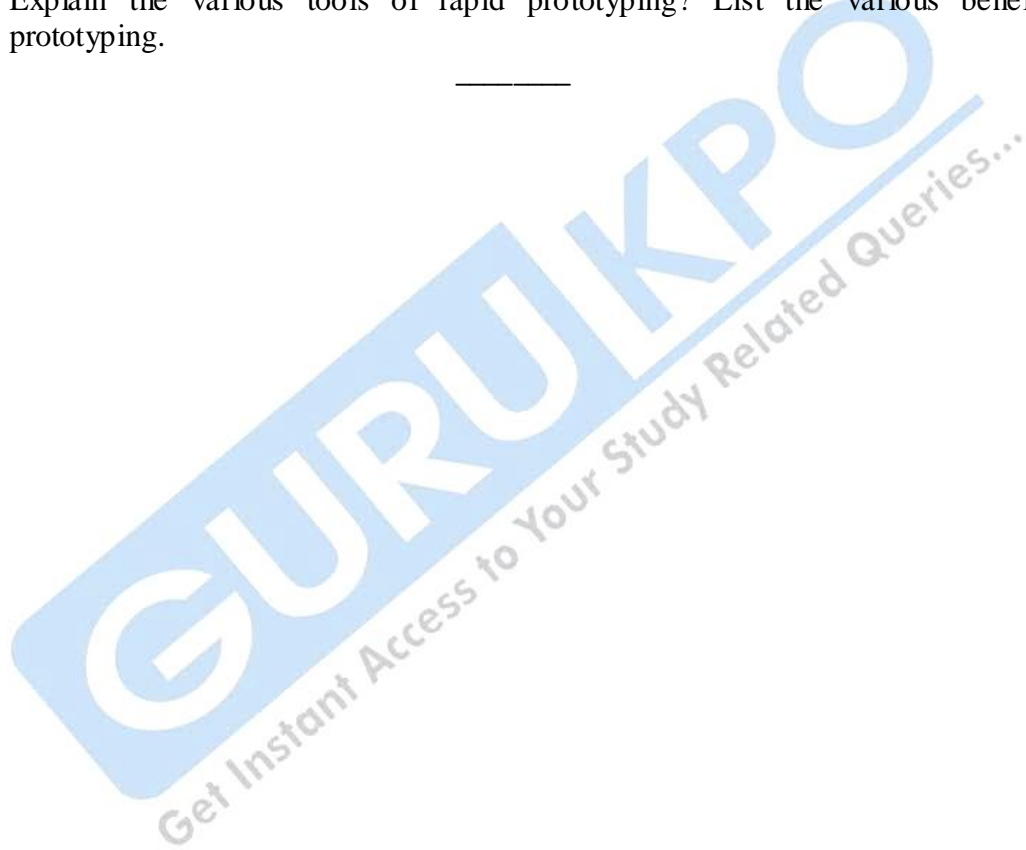 Explain the various tools of rapid prototyping? List the various
prototyping.
GURUKPO
Get Instant Access to Your Study Related Queries...